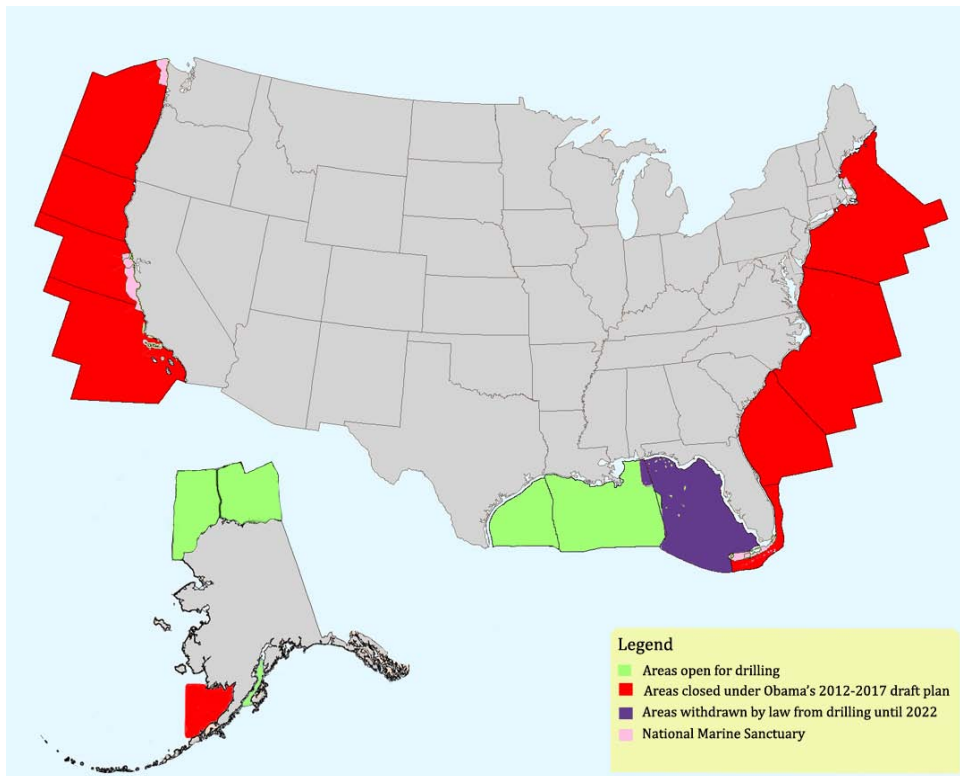 Legend
Areas open for drilling
Areas closed under Obama's 2012-2017 draft plan
Areas withdrawn by law from drilling until 2022
National Marine Sanctuary